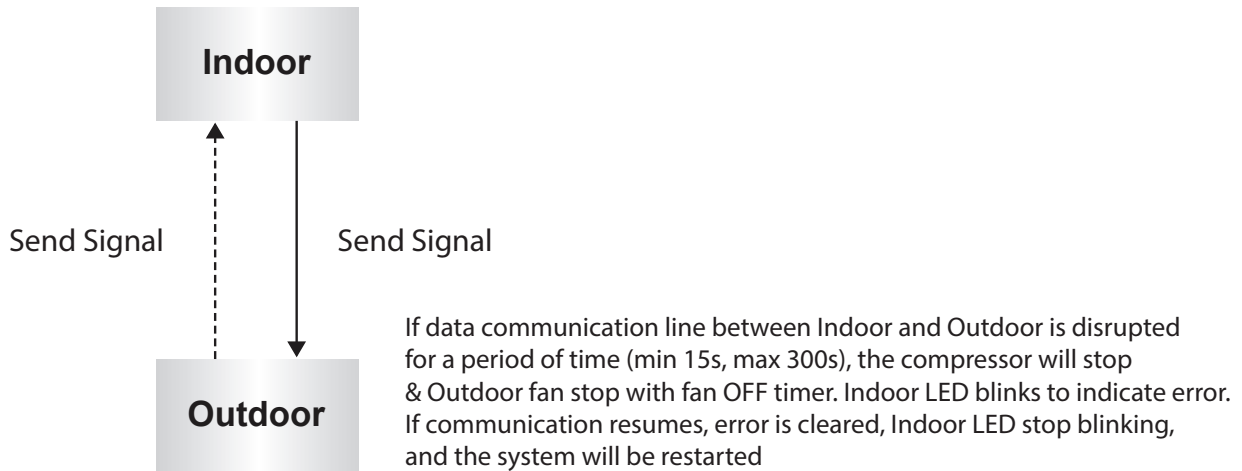 Indoor
Send Signal
Send Signal
If data communication line between Indoor and Outdoor is disrupted
for a period of time (min 15s, max 300s), the compressor will stop
& Outdoor fan stop with fan OFF timer. Indoor LED blinks to indicate error.
If communication resumes, error is cleared, Indoor LED stop blinking,
and the system will be restarted
Outdoor